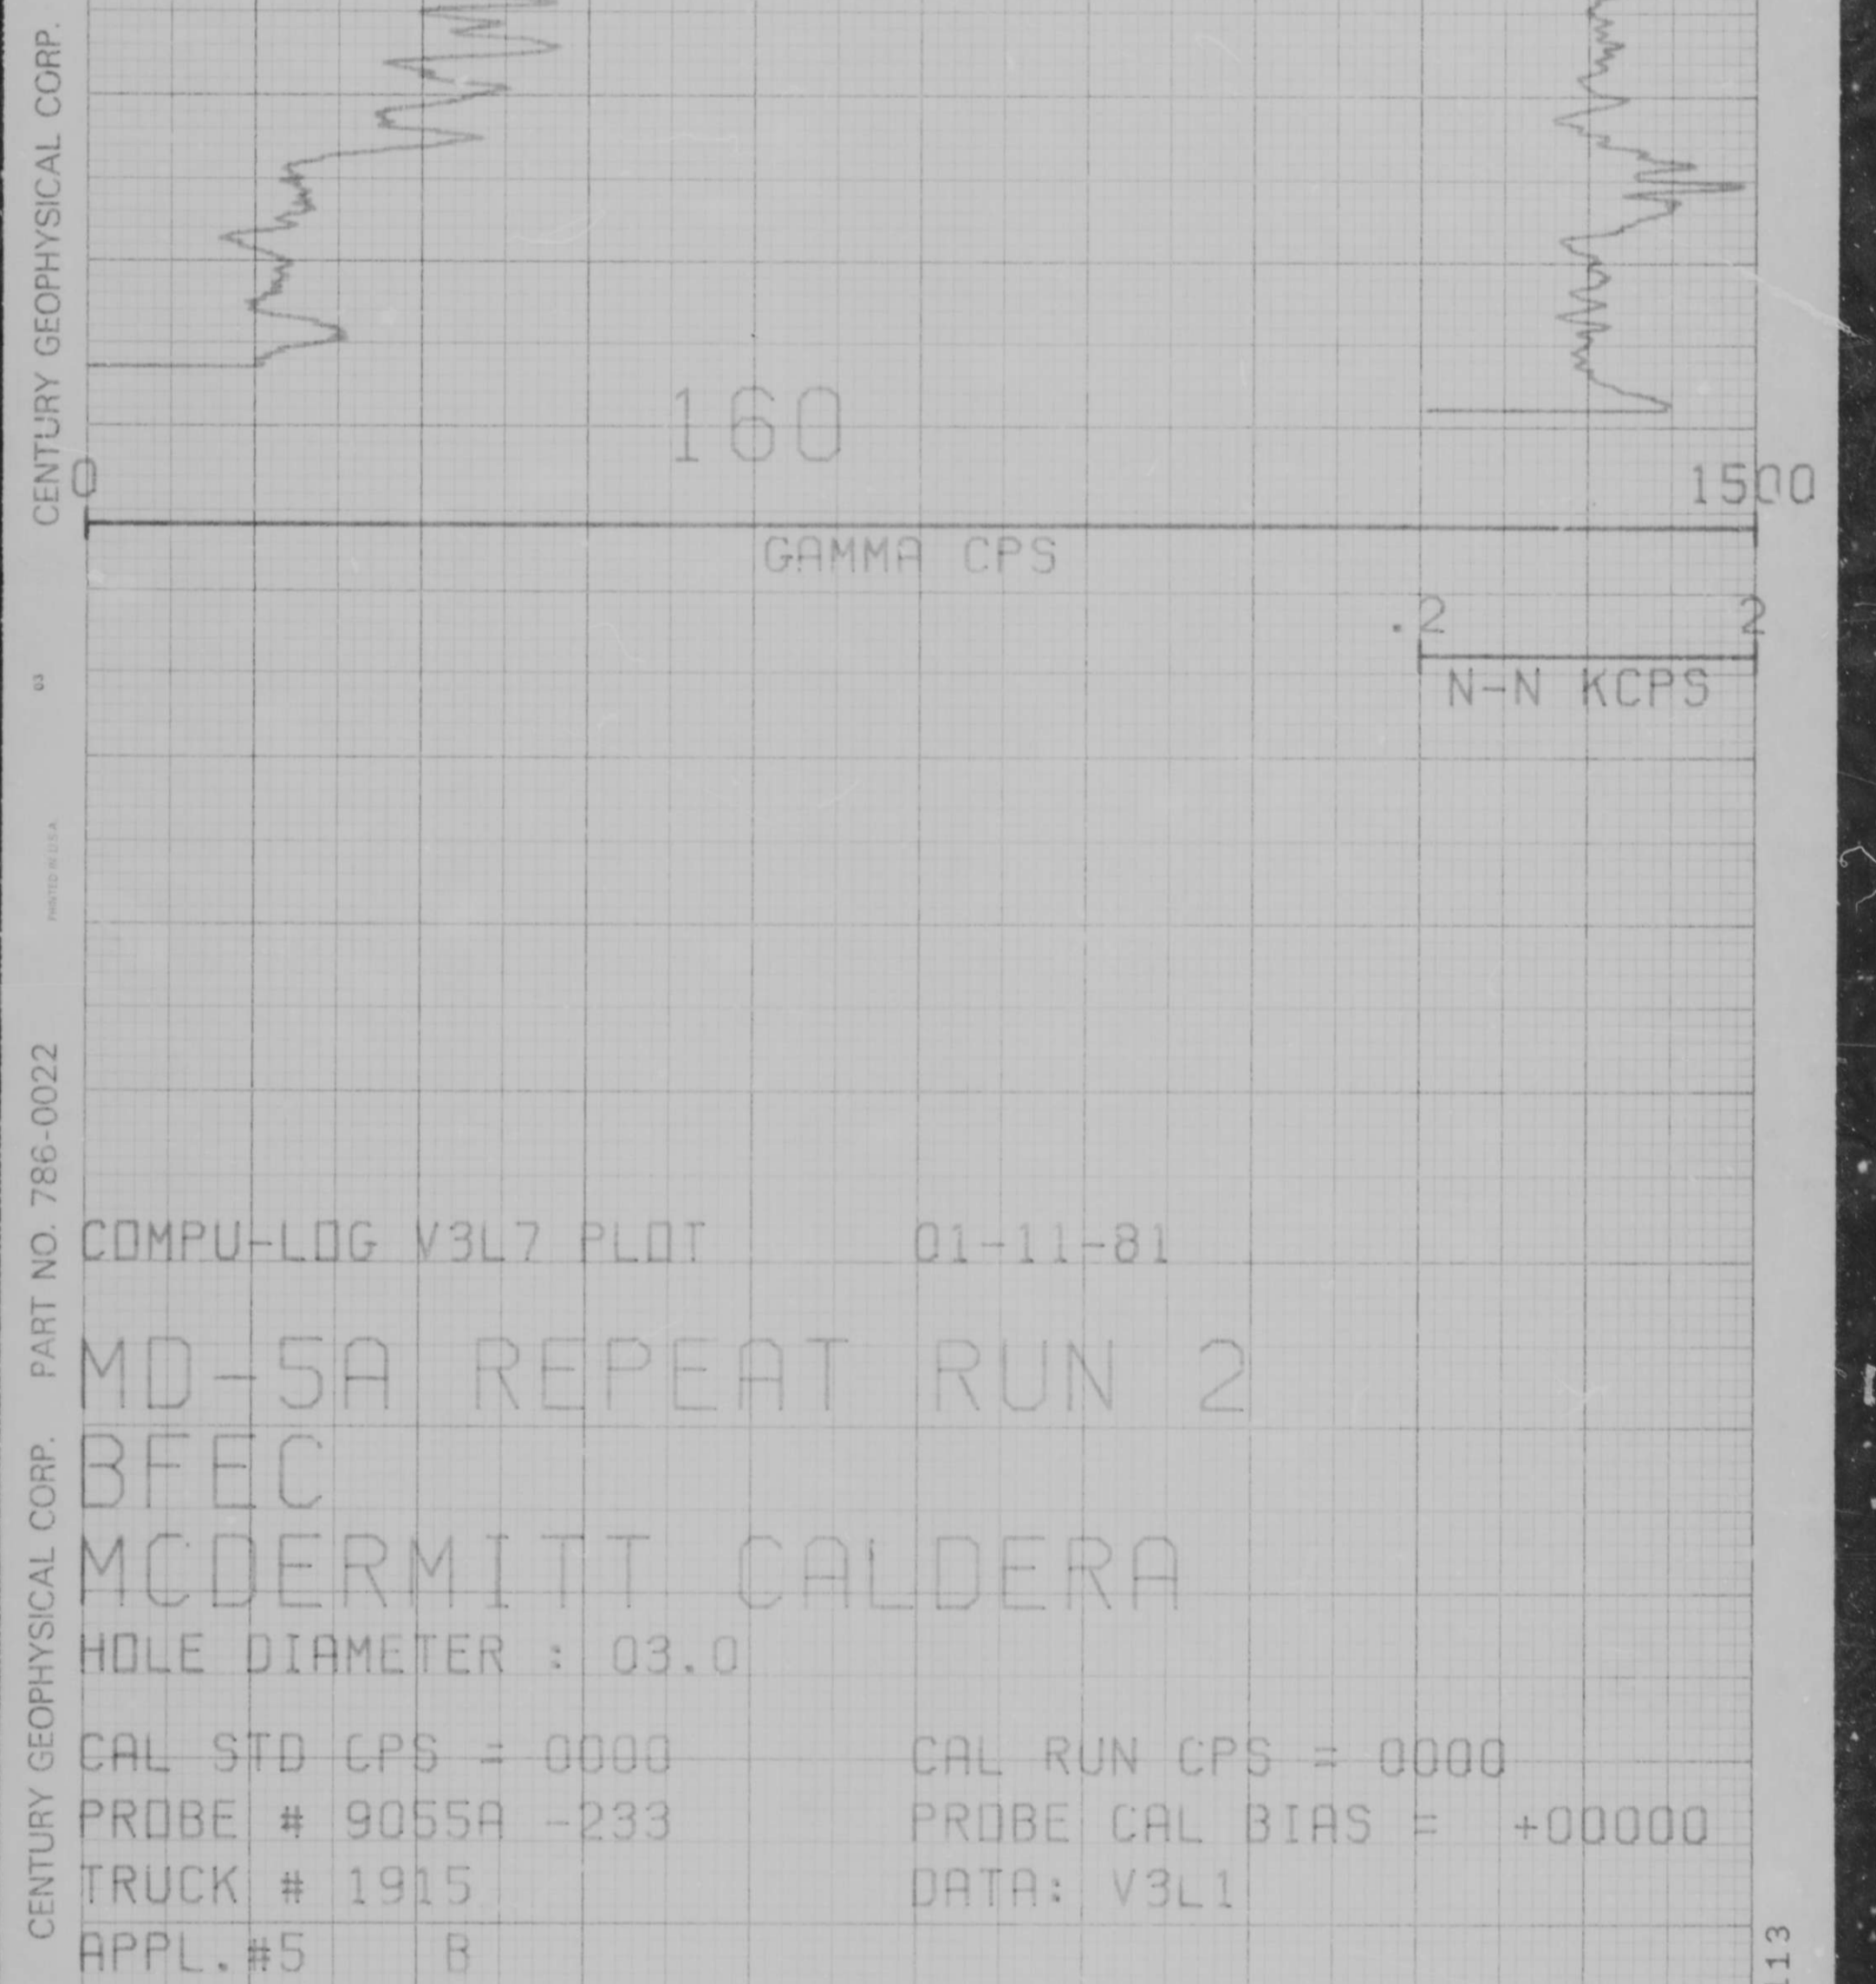 160
0 1500
GAMMA CPS
.2 2
N-N KCPS
COMPU-LOG V3L7 PLOT 01-11-81
MD-5A REPEAT RUN 2
BFEC
MCDERMITT CALDERA
HOLE DIAMETER : 03.0
CAL STD CPS = 0000 CAL RUN CPS = 0000
PROBE # 9055A -233 PROBE CAL BIAS = +00000
TRUCK # 1915 DATA: V3L1
APPL.#5 B
CENTURY GEOPHYSICAL CORP.
03
PRINTED IN U.S.A.
CENTURY GEOPHYSICAL CORP. PART NO. 786-0022
13